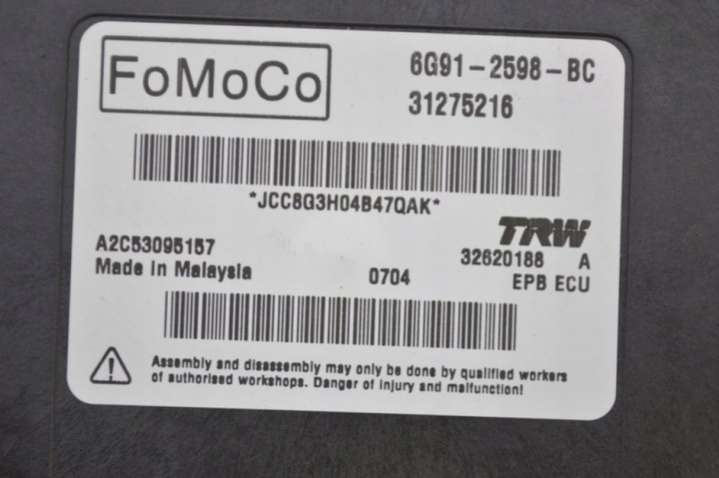 FoMoCo
6G91-2598-BC
31275216
*JCC8G3H04B47QAK*
TRW
A2C53095157
32620188 A
Made in Malaysia
0704
EPB ECU
Assembly and disassembly may only be done by qualified workers
of authorised workshops. Danger of injury and malfunction!